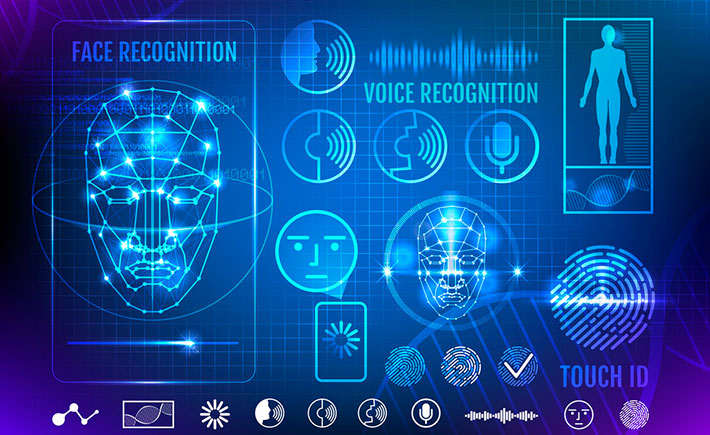 FACE RECOGNITION
VOICE RECOGNITION
TOUCH ID